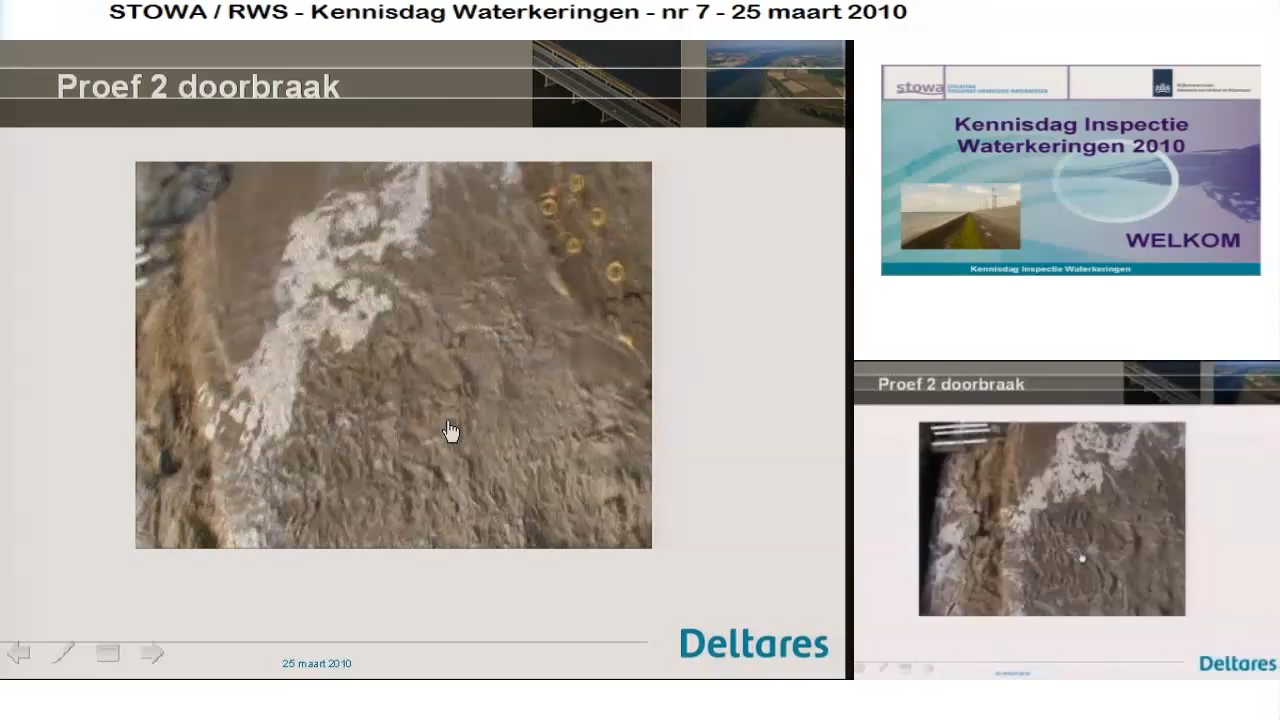 STOWA / RWS - Kennisdag Waterkeringen - nr 7 - 25 maart 2010
Proef 2 doorbraak
25 maart 2010
Deltares
stowa
Kennisdag Inspectie
Waterkeringen 2010
WELKOM
Kennisdag Inspectie Waterkeringen
Proef 2 doorbraak
Deltares